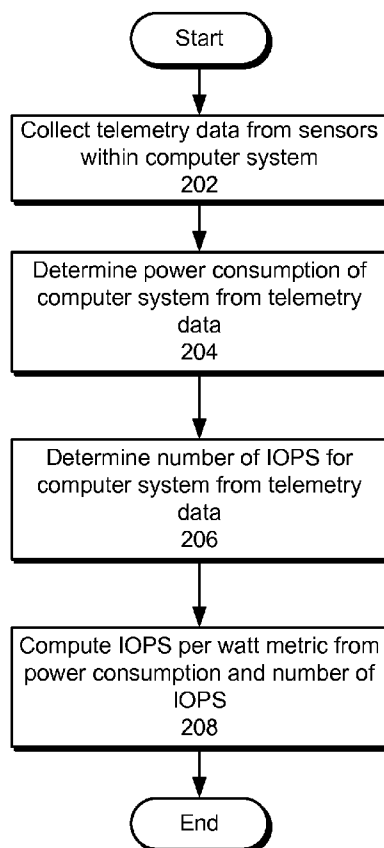 Start
Collect telemetry data from sensors
within computer system
202
Determine power consumption of
computer system from telemetry
data
204
Determine number of IOPS for
computer system from telemetry
data
206
Compute IOPS per watt metric from
power consumption and number of
IOPS
208
End